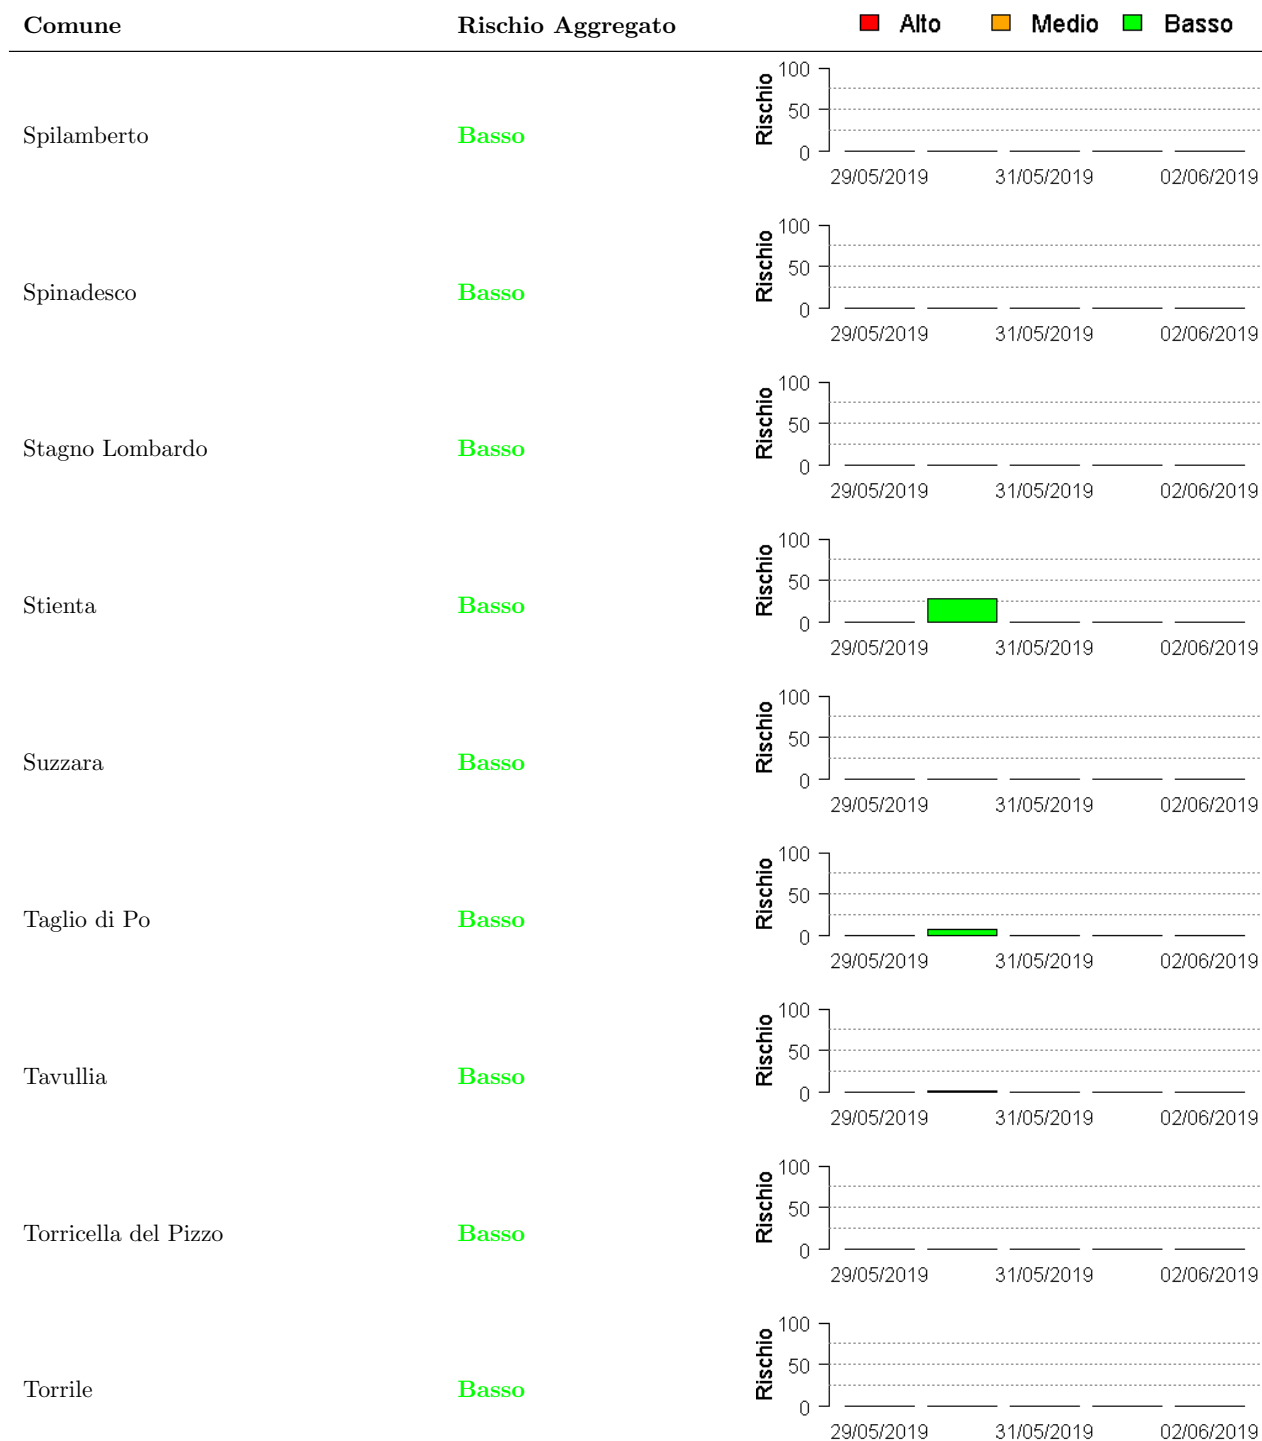 Comune Rischio Aggregato Alto Medio Basso
Spilamberto Basso Rischio 100 50 0
29/05/2019 31/05/2019 02/06/2019
Spinadesco Basso Rischio 100 50 0
29/05/2019 31/05/2019 02/06/2019
Stagno Lombardo Basso Rischio 100 50 0
29/05/2019 31/05/2019 02/06/2019
Stienta Basso Rischio 100 50 0
29/05/2019 31/05/2019 02/06/2019
Suzzara Basso Rischio 100 50 0
29/05/2019 31/05/2019 02/06/2019
Taglio di Po Basso Rischio 100 50 0
29/05/2019 31/05/2019 02/06/2019
Tavullia Basso Rischio 100 50 0
29/05/2019 31/05/2019 02/06/2019
Torricella del Pizzo Basso Rischio 100 50 0
29/05/2019 31/05/2019 02/06/2019
Torrile Basso Rischio 100 50 0
29/05/2019 31/05/2019 02/06/2019